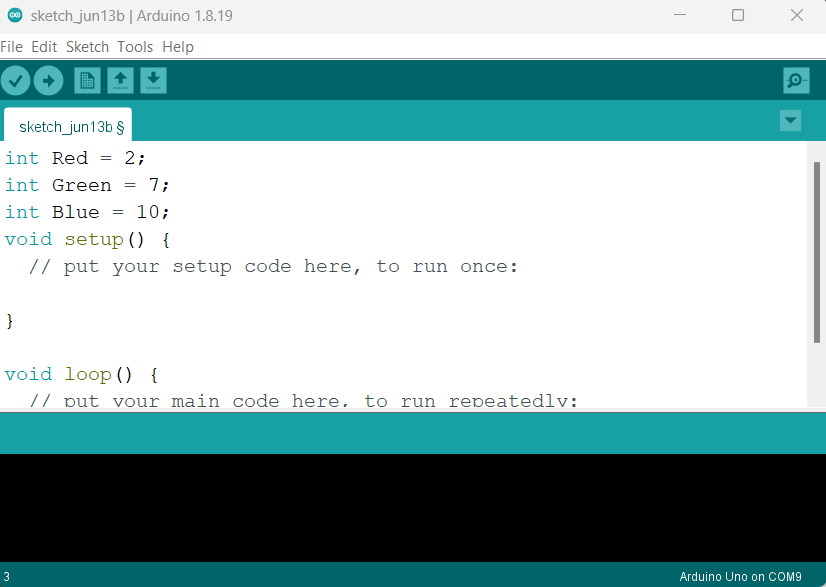 sketch_jun13b | Arduino 1.8.19
File Edit Sketch Tools Help
sketch_jun13b §
int Red = 2;
int Green = 7;
int Blue = 10;
void setup() {
  // put your setup code here, to run once:
}
void loop() {
  // put your main code here, to run repeatedly:
3
Arduino Uno on COM9